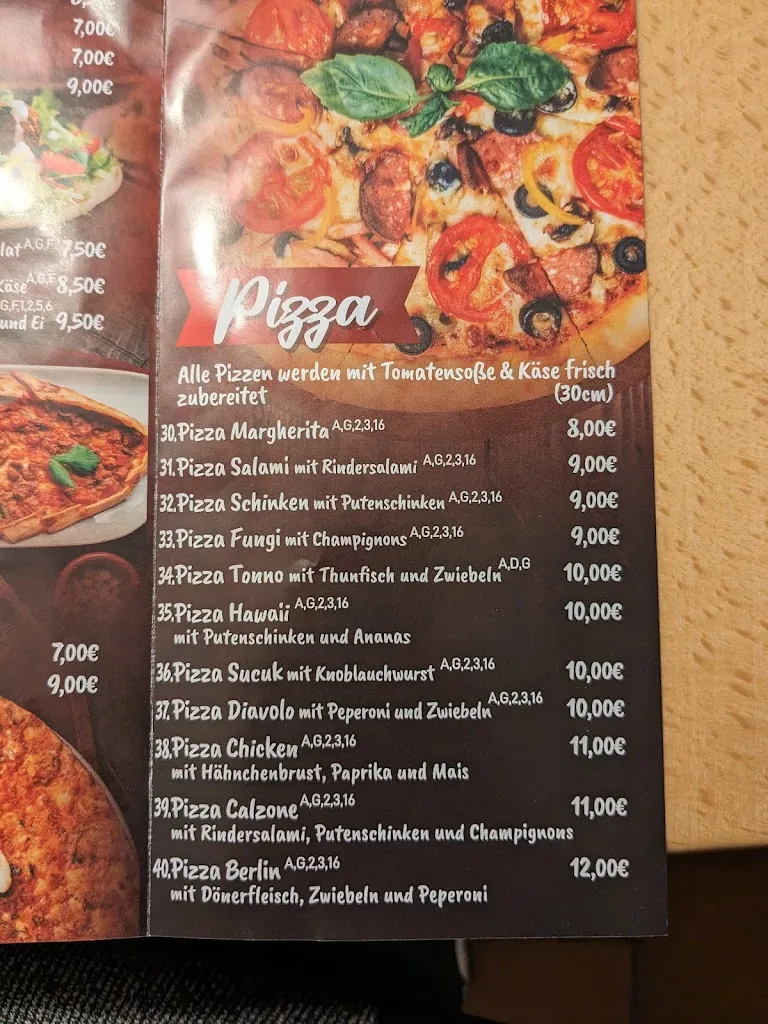 7,00€
7,00€
9,00€
lat A,G,F 7,50€
Käse A,G,F 8,50€
G,F,1,2,5,6
und Ei 9,50€
7,00€
9,00€
Pizza
Alle Pizzen werden mit Tomatensoße & Käse frisch
zubereitet (30cm)
30.Pizza Margherita A,G,2,3,16 8,00€
31.Pizza Salami mit Rindersalami A,G,2,3,16 9,00€
32.Pizza Schinken mit Putenschinken A,G,2,3,16 9,00€
33.Pizza Fungi mit Champignons A,G,2,3,16 9,00€
34.Pizza Tonno mit Thunfisch und Zwiebeln A,D,G 10,00€
35.Pizza Hawaii A,G,2,3,16 10,00€
mit Putenschinken und Ananas
36.Pizza Sucuk mit Knoblauchwurst A,G,2,3,16 10,00€
37.Pizza Diavolo mit Peperoni und Zwiebeln A,G,2,3,16 10,00€
38.Pizza Chicken A,G,2,3,16 11,00€
mit Hähnchenbrust, Paprika und Mais
39.Pizza Calzone A,G,2,3,16 11,00€
mit Rindersalami, Putenschinken und Champignons
40.Pizza Berlin A,G,2,3,16 12,00€
mit Dönerfleisch, Zwiebeln und Peperoni